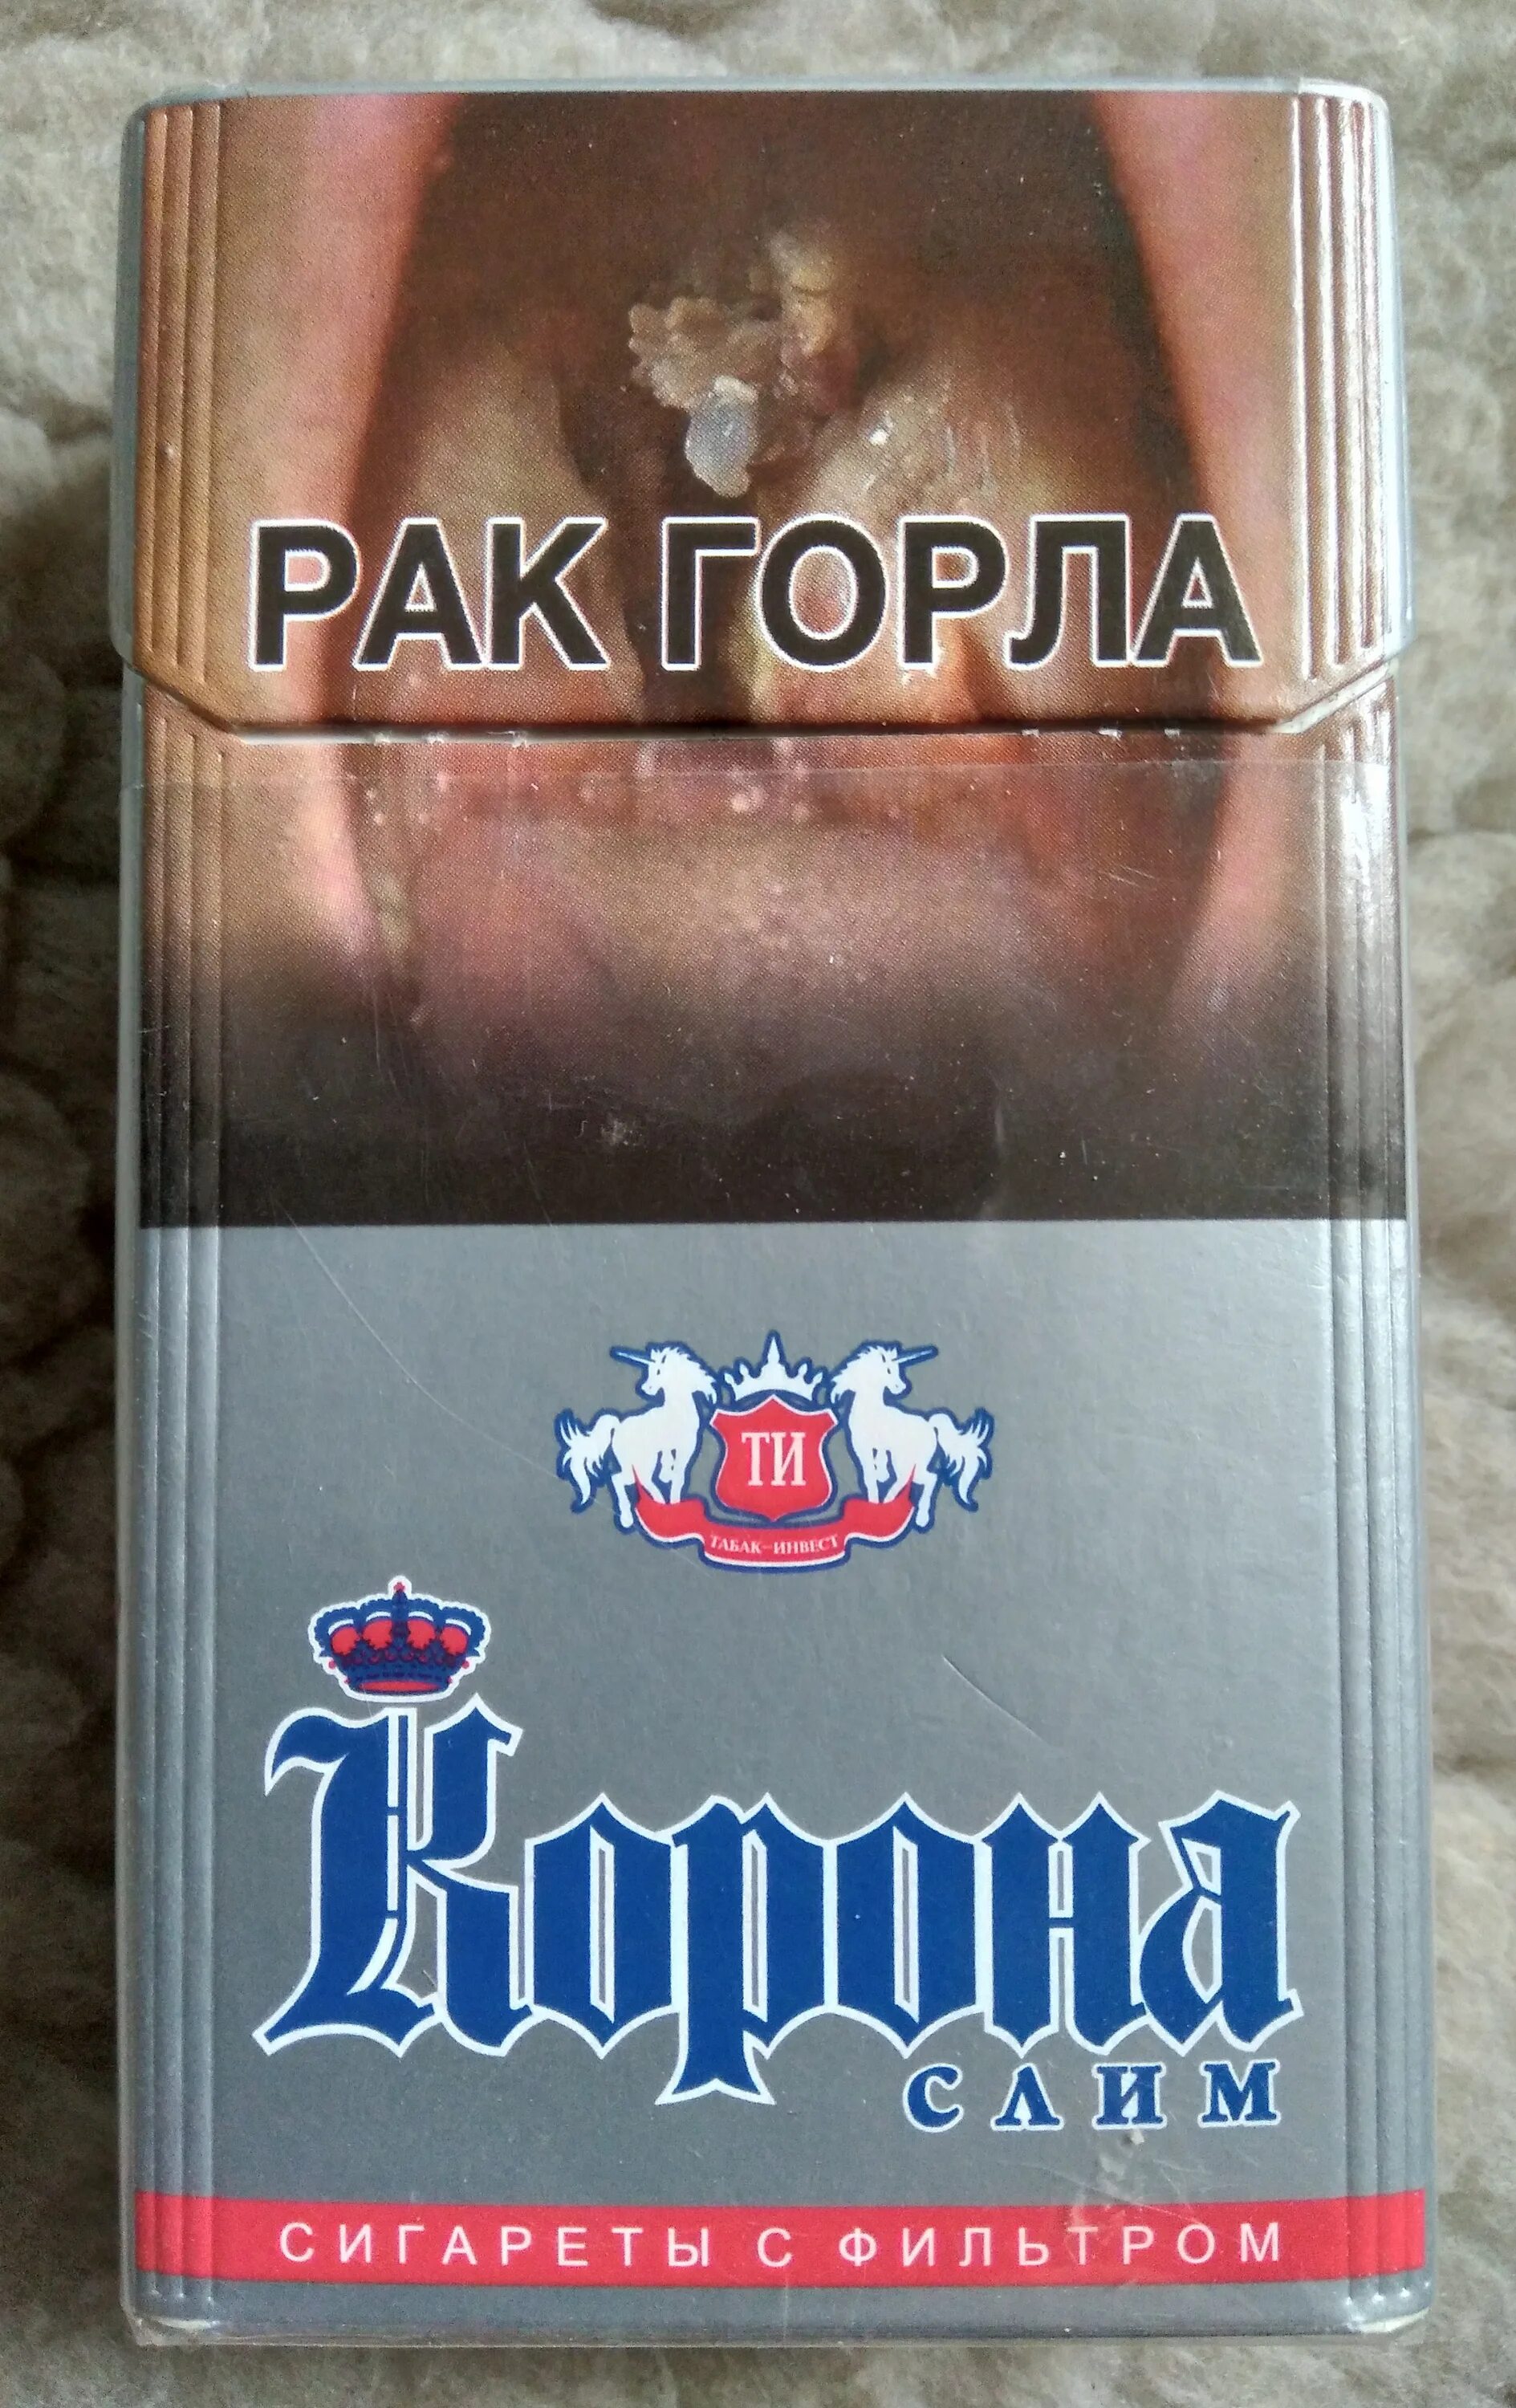 РАК ГОРЛА
ТИ
ТАБАК-ИНВЕСТ
Корона
СЛИМ
СИГАРЕТЫ С ФИЛЬТРОМ